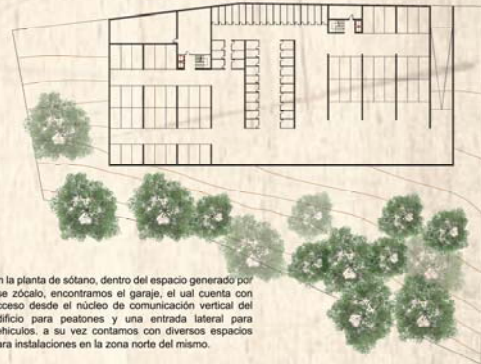 n la planta de sótano, dentro del espacio generado por
se zócalo, encontramos el garaje, el ual cuenta con
cceso desde el núcleo de comunicación vertical del
dificio para peatones y una entrada lateral para
ehiculos. a su vez contamos con diversos espacios
ara instalaciones en la zona norte del mismo.